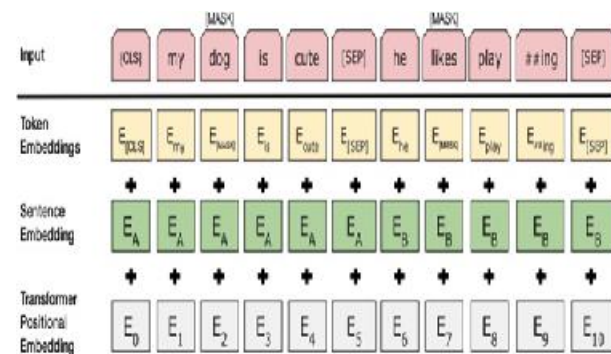 [MASK] [MASK]
Input [CLS] my dog is cute [SEP] he likes play ##ing [SEP]
Token
Embeddings
E[CLS] Emy E[MASK] Eis Ecute E[SEP] Ehe E[MASK] Eplay E##ing E[SEP]
+ + + + + + + + + + +
Sentence
Embedding
EA EA EA EA EA EA EB EB EB EB EB
+ + + + + + + + + + +
Transformer
Positional
Embedding
E0 E1 E2 E3 E4 E5 E6 E7 E8 E9 E10